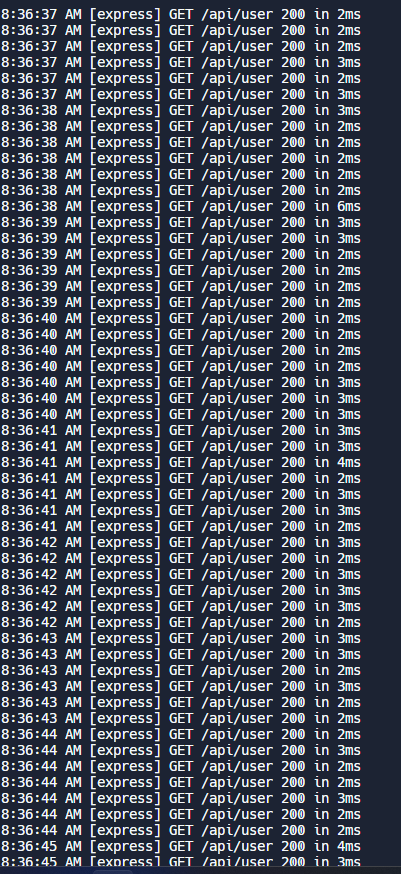 8:36:37 AM [express] GET /api/user 200 in 2ms
8:36:37 AM [express] GET /api/user 200 in 2ms
8:36:37 AM [express] GET /api/user 200 in 2ms
8:36:37 AM [express] GET /api/user 200 in 3ms
8:36:37 AM [express] GET /api/user 200 in 2ms
8:36:37 AM [express] GET /api/user 200 in 3ms
8:36:38 AM [express] GET /api/user 200 in 3ms
8:36:38 AM [express] GET /api/user 200 in 2ms
8:36:38 AM [express] GET /api/user 200 in 2ms
8:36:38 AM [express] GET /api/user 200 in 2ms
8:36:38 AM [express] GET /api/user 200 in 2ms
8:36:38 AM [express] GET /api/user 200 in 2ms
8:36:38 AM [express] GET /api/user 200 in 6ms
8:36:39 AM [express] GET /api/user 200 in 3ms
8:36:39 AM [express] GET /api/user 200 in 3ms
8:36:39 AM [express] GET /api/user 200 in 2ms
8:36:39 AM [express] GET /api/user 200 in 2ms
8:36:39 AM [express] GET /api/user 200 in 2ms
8:36:39 AM [express] GET /api/user 200 in 2ms
8:36:40 AM [express] GET /api/user 200 in 2ms
8:36:40 AM [express] GET /api/user 200 in 2ms
8:36:40 AM [express] GET /api/user 200 in 2ms
8:36:40 AM [express] GET /api/user 200 in 2ms
8:36:40 AM [express] GET /api/user 200 in 3ms
8:36:40 AM [express] GET /api/user 200 in 3ms
8:36:40 AM [express] GET /api/user 200 in 3ms
8:36:41 AM [express] GET /api/user 200 in 3ms
8:36:41 AM [express] GET /api/user 200 in 3ms
8:36:41 AM [express] GET /api/user 200 in 4ms
8:36:41 AM [express] GET /api/user 200 in 2ms
8:36:41 AM [express] GET /api/user 200 in 3ms
8:36:41 AM [express] GET /api/user 200 in 3ms
8:36:41 AM [express] GET /api/user 200 in 2ms
8:36:42 AM [express] GET /api/user 200 in 3ms
8:36:42 AM [express] GET /api/user 200 in 2ms
8:36:42 AM [express] GET /api/user 200 in 3ms
8:36:42 AM [express] GET /api/user 200 in 3ms
8:36:42 AM [express] GET /api/user 200 in 3ms
8:36:42 AM [express] GET /api/user 200 in 2ms
8:36:43 AM [express] GET /api/user 200 in 3ms
8:36:43 AM [express] GET /api/user 200 in 3ms
8:36:43 AM [express] GET /api/user 200 in 2ms
8:36:43 AM [express] GET /api/user 200 in 3ms
8:36:43 AM [express] GET /api/user 200 in 2ms
8:36:43 AM [express] GET /api/user 200 in 2ms
8:36:44 AM [express] GET /api/user 200 in 2ms
8:36:44 AM [express] GET /api/user 200 in 3ms
8:36:44 AM [express] GET /api/user 200 in 2ms
8:36:44 AM [express] GET /api/user 200 in 2ms
8:36:44 AM [express] GET /api/user 200 in 3ms
8:36:44 AM [express] GET /api/user 200 in 2ms
8:36:44 AM [express] GET /api/user 200 in 2ms
8:36:45 AM [express] GET /api/user 200 in 4ms
8:36:45 AM [express] GET /api/user 200 in 3ms